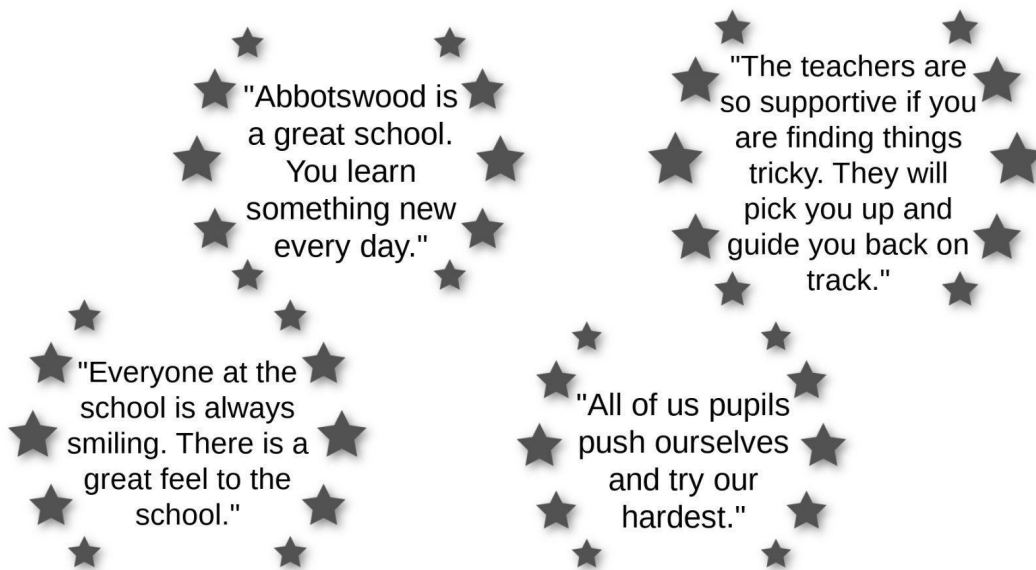 "Abbotswood is
a great school.
You learn
something new
every day."
"The teachers are
so supportive if you
are finding things
tricky. They will
pick you up and
guide you back on
track."
"Everyone at the
school is always
smiling. There is a
great feel to the
school."
"All of us pupils
push ourselves
and try our
hardest."